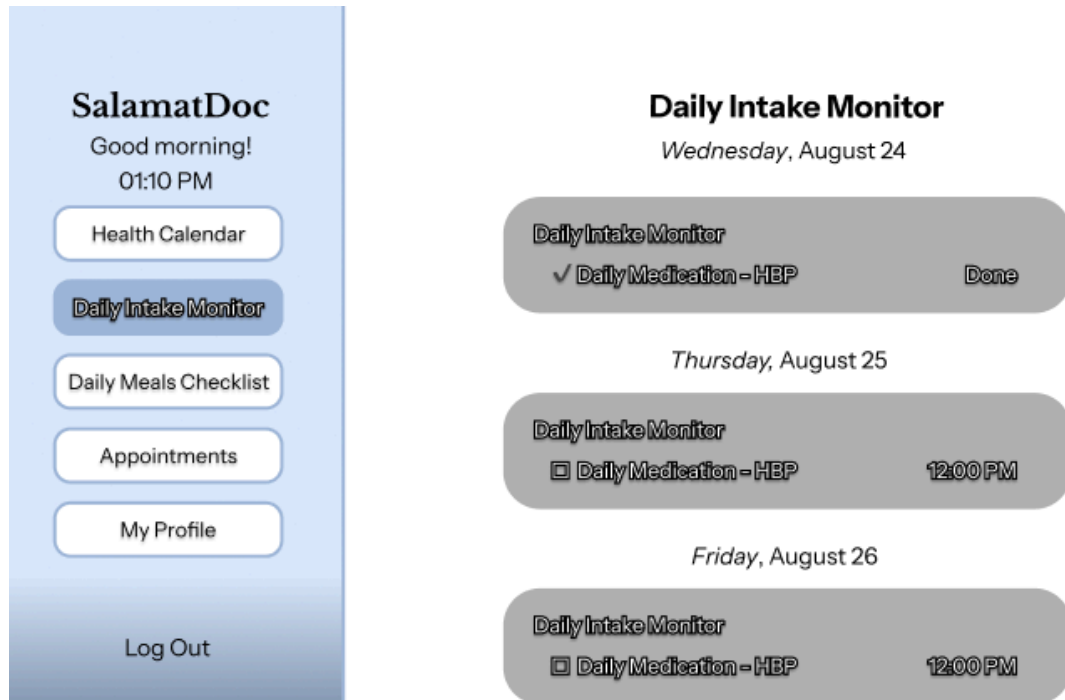 SalamatDoc
Good morning!
01:10 PM
Health Calendar
Daily Intake Monitor
Daily Meals Checklist
Appointments
My Profile
Log Out
Daily Intake Monitor
Wednesday, August 24
Daily Intake Monitor
✓ Daily Medication - HBP Done
Thursday, August 25
Daily Intake Monitor
☐ Daily Medication - HBP 12:00 PM
Friday, August 26
Daily Intake Monitor
☐ Daily Medication - HBP 12:00 PM